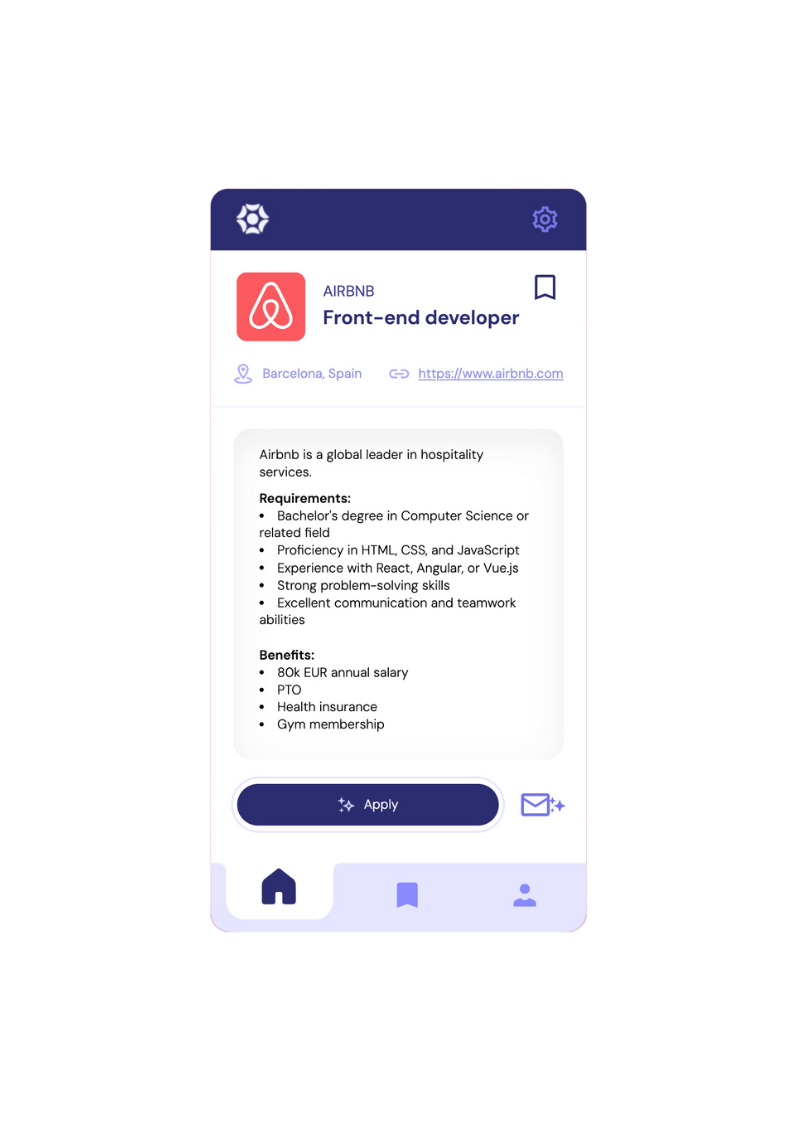 AIRBNB
Front-end developer
Barcelona, Spain
https://www.airbnb.com
Airbnb is a global leader in hospitality
services.
Requirements:
• Bachelor's degree in Computer Science or
related field
• Proficiency in HTML, CSS, and JavaScript
• Experience with React, Angular, or Vue.js
• Strong problem-solving skills
• Excellent communication and teamwork
abilities
Benefits:
• 80k EUR annual salary
• PTO
• Health insurance
• Gym membership
Apply